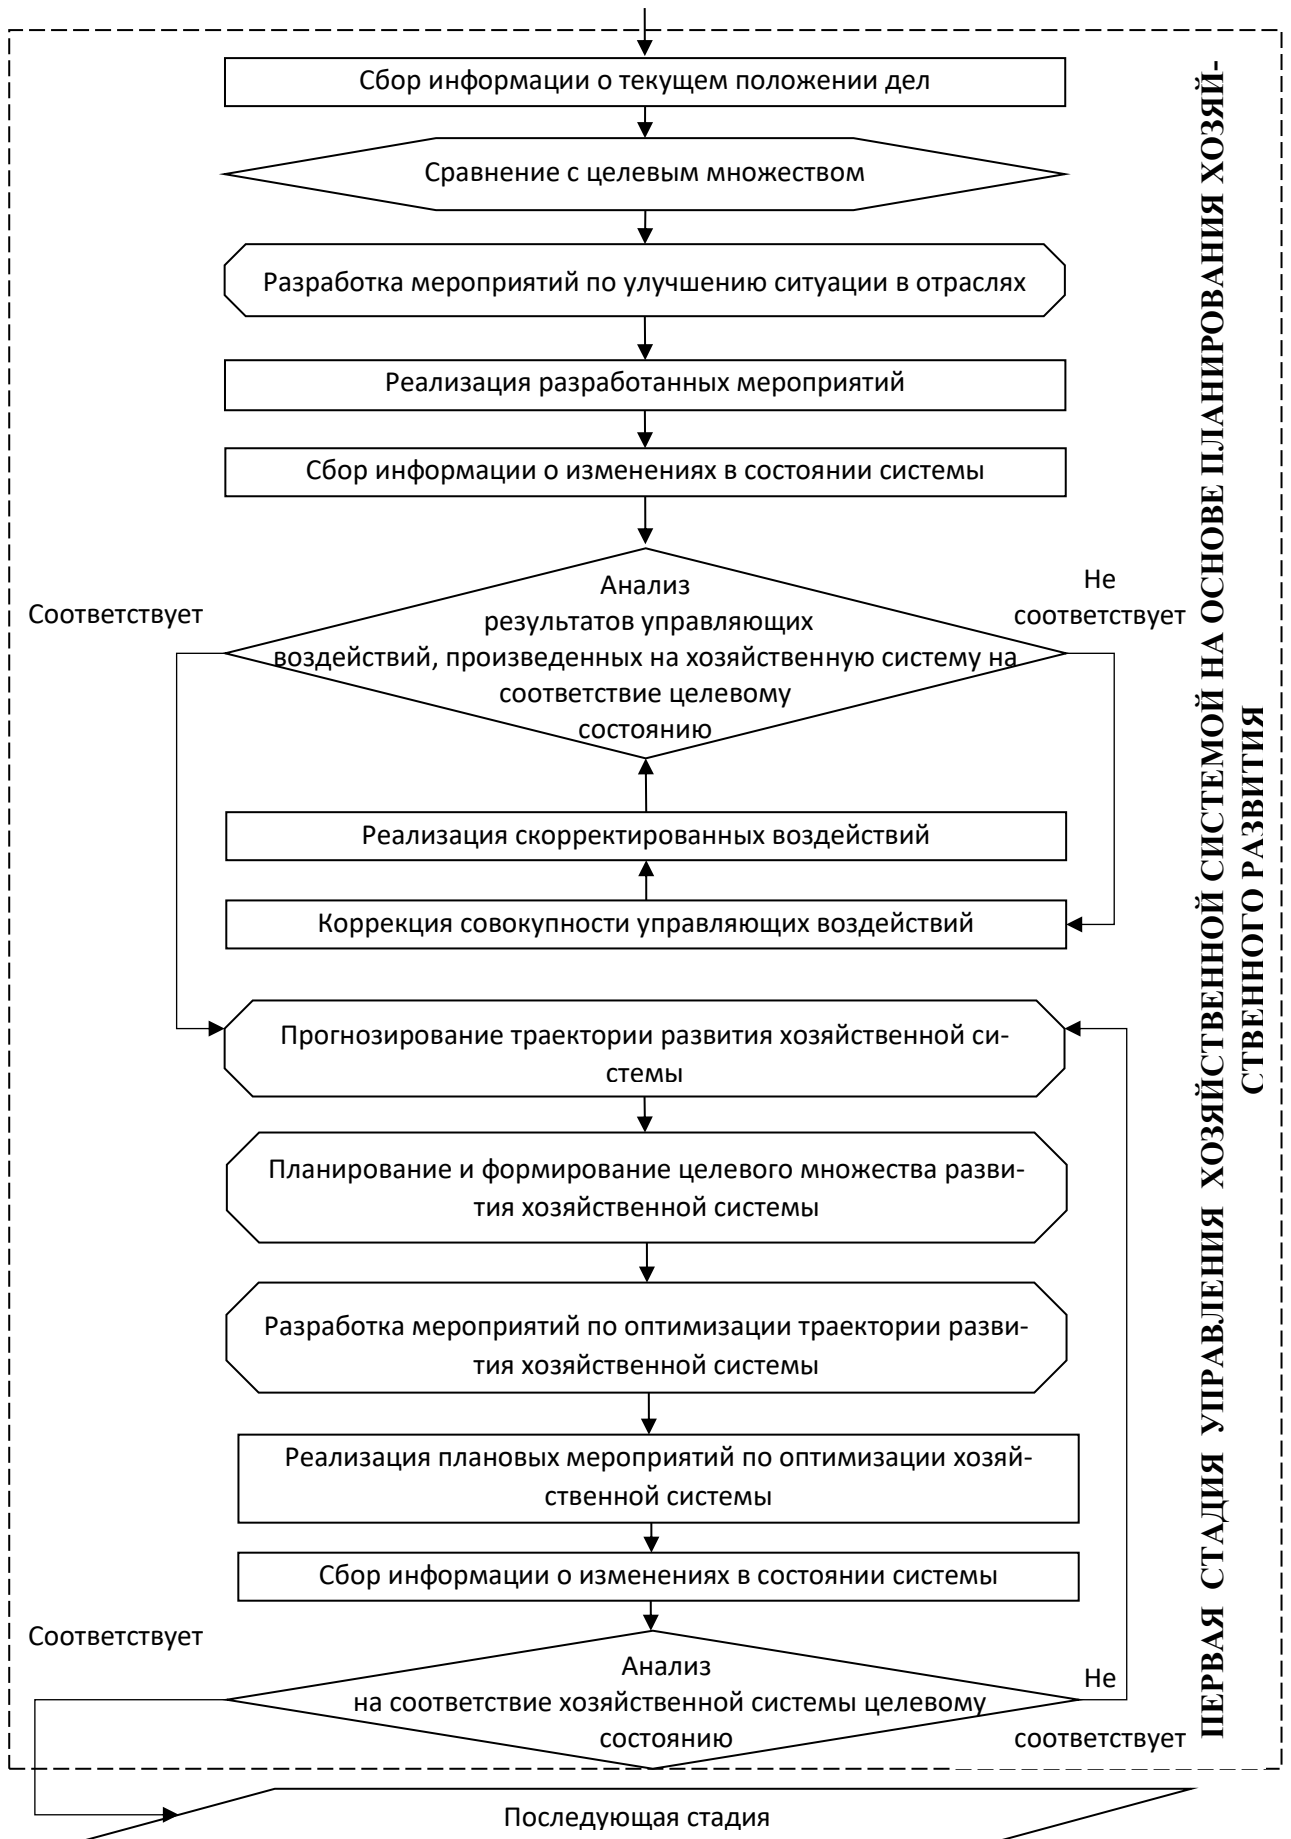 Сбор информации о текущем положении дел
Сравнение с целевым множеством
Разработка мероприятий по улучшению ситуации в отраслях
Реализация разработанных мероприятий
Сбор информации о изменениях в состоянии системы
Соответствует
Анализ
результатов управляющих
воздействий, произведенных на хозяйственную систему на
соответствие целевому
состоянию
Не
соответствует
Реализация скорректированных воздействий
Коррекция совокупности управляющих воздействий
Прогнозирование траектории развития хозяйственной си-
стемы
Планирование и формирование целевого множества разви-
тия хозяйственной системы
Разработка мероприятий по оптимизации траектории разви-
тия хозяйственной системы
Реализация плановых мероприятий по оптимизации хозяй-
ственной системы
Сбор информации о изменениях в состоянии системы
Соответствует
Анализ
на соответствие хозяйственной системы целевому
состоянию
Не
соответствует
Последующая стадия
ПЕРВАЯ СТАДИЯ УПРАВЛЕНИЯ ХОЗЯЙСТВЕННОЙ СИСТЕМОЙ НА ОСНОВЕ ПЛАНИРОВАНИЯ ХОЗЯЙ-
СТВЕННОГО РАЗВИТИЯ